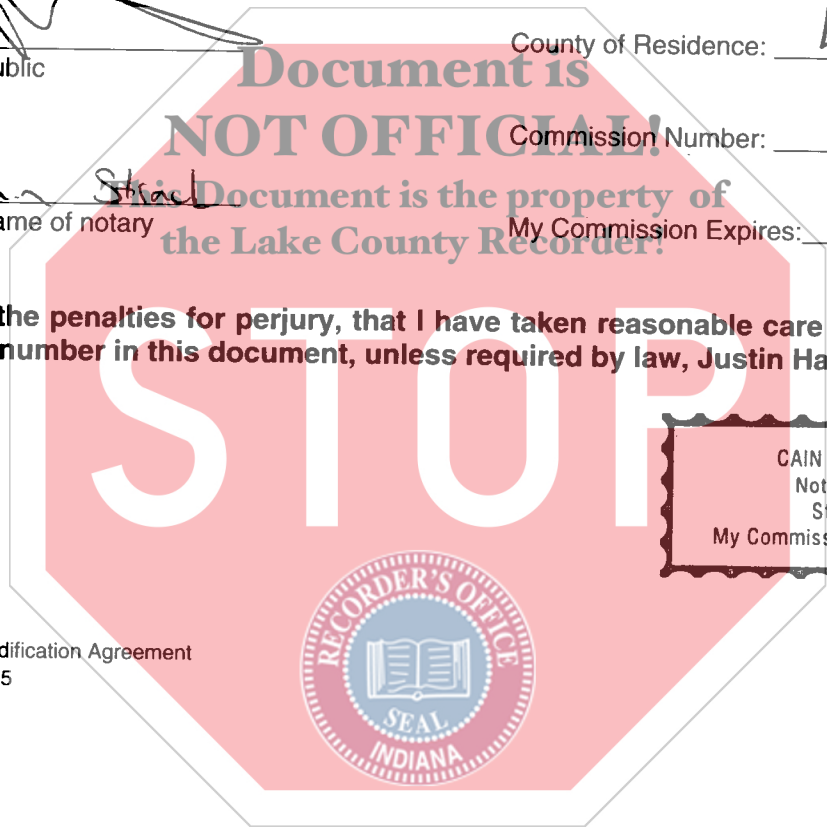 County of Residence:
ublic
Document is
NOT OFFICIAL!
Commission Number:
This Document is the property of
ame of notary
My Commission Expires:
the Lake County Recorder!
the penalties for perjury, that I have taken reasonable care
number in this document, unless required by law, Justin Ha
STOP
CAIN
Not
St
My Commiss
RECORDER'S OFFICE
SEAL
INDIANA
dification Agreement
5